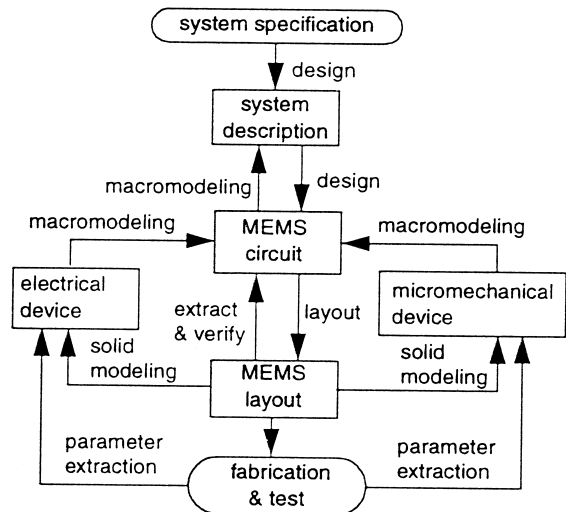 system specification
design
system
description
macromodeling
design
macromodeling
MEMS
circuit
macromodeling
electrical
device
extract
& verify
layout
micromechanical
device
solid
modeling
MEMS
layout
solid
modeling
parameter
extraction
fabrication
& test
parameter
extraction